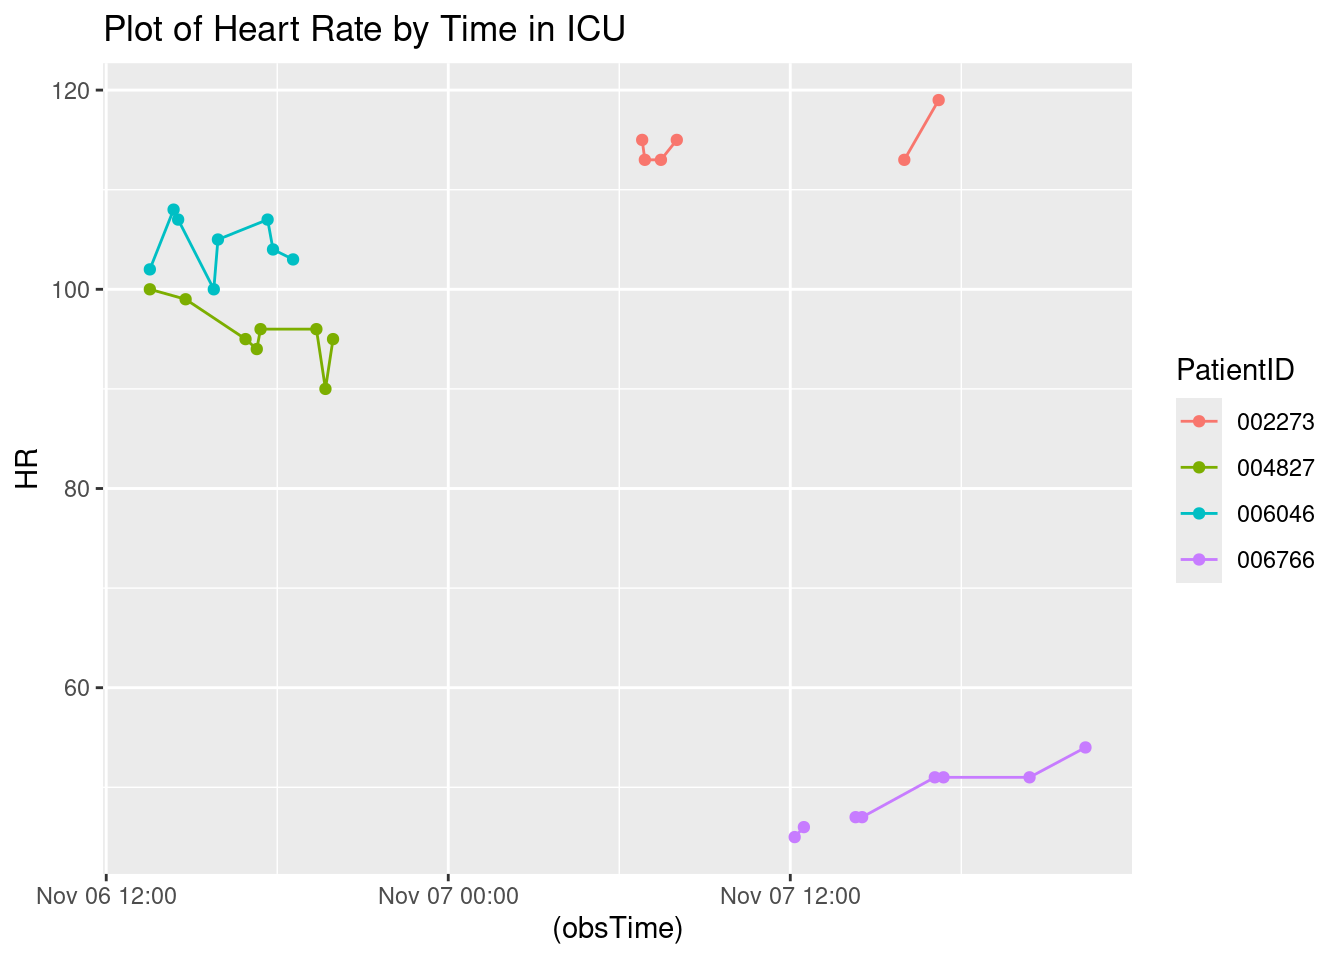 Plot of Heart Rate by Time in ICU
120
100
80
60
HR
Nov 06 12:00
Nov 07 00:00
Nov 07 12:00
(obsTime)
PatientID
002273
004827
006046
006766